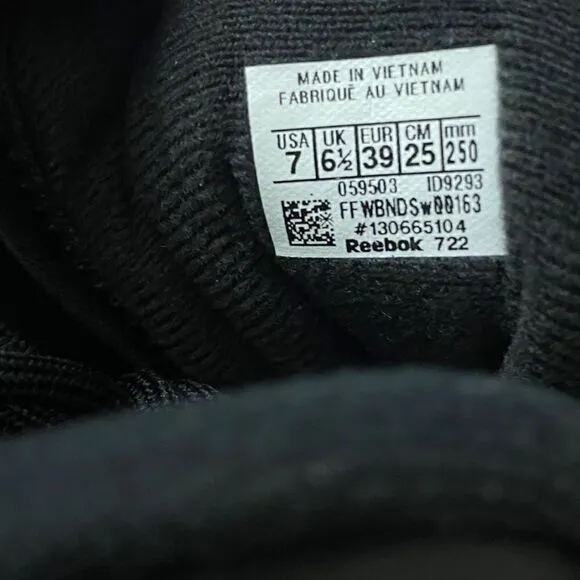 MADE IN VIETNAM
FABRIQUÉ AU VIETNAM
USA UK EUR CM mm
7 6½ 39 25 250
059503 ID9293
#130665104
Reebok 722